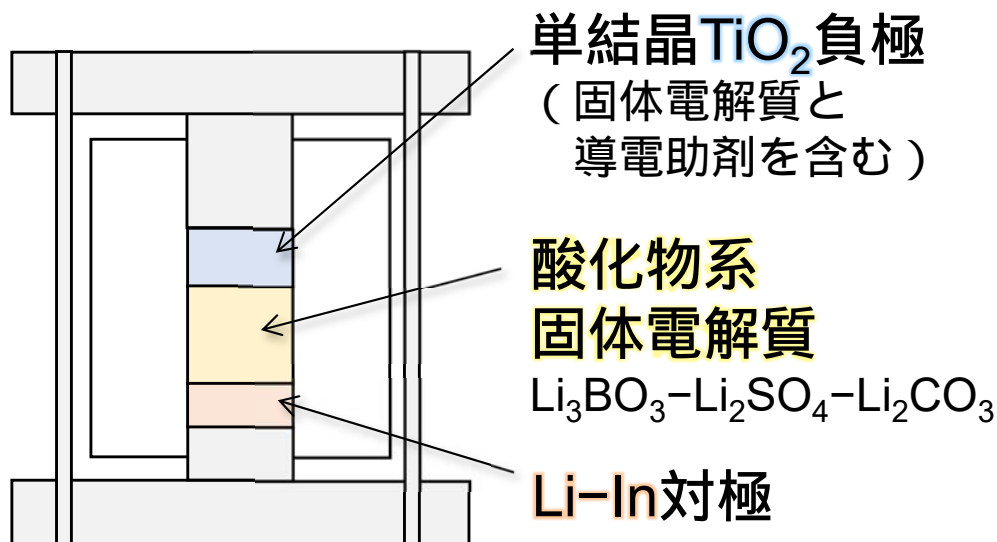 単結晶TiO₂負極
（固体電解質と
導電助剤を含む）
酸化物系
固体電解質
Li₃BO₃−Li₂SO₄−Li₂CO₃
Li−In対極